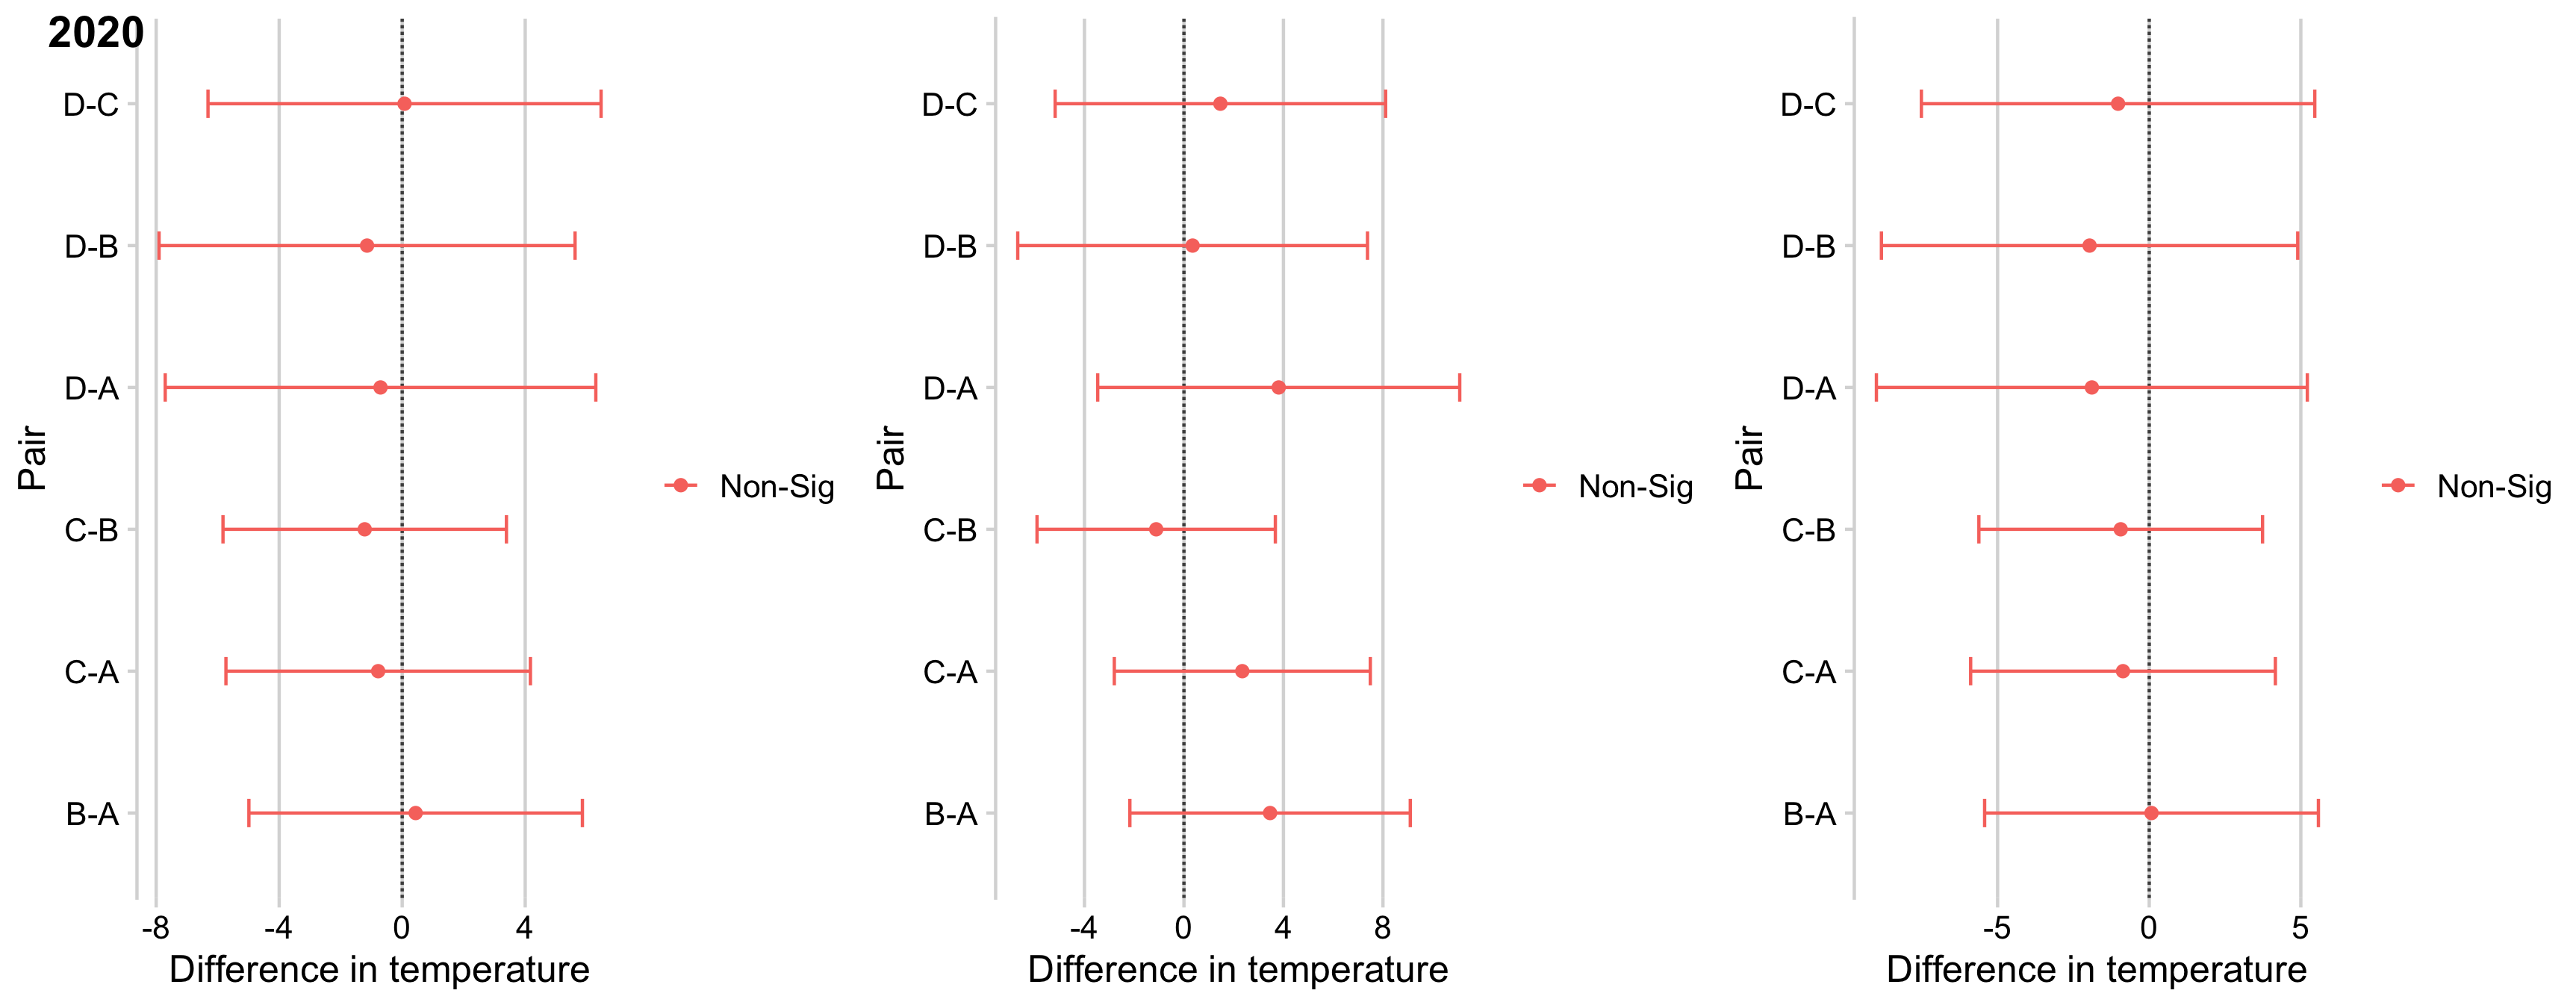 2020
Pair
D-C
D-B
D-A
C-B
C-A
B-A
-8 -4 0 4
Difference in temperature
Non-Sig
Pair
D-C
D-B
D-A
C-B
C-A
B-A
-4 0 4 8
Difference in temperature
Non-Sig
Pair
D-C
D-B
D-A
C-B
C-A
B-A
-5 0 5
Difference in temperature
Non-Sig